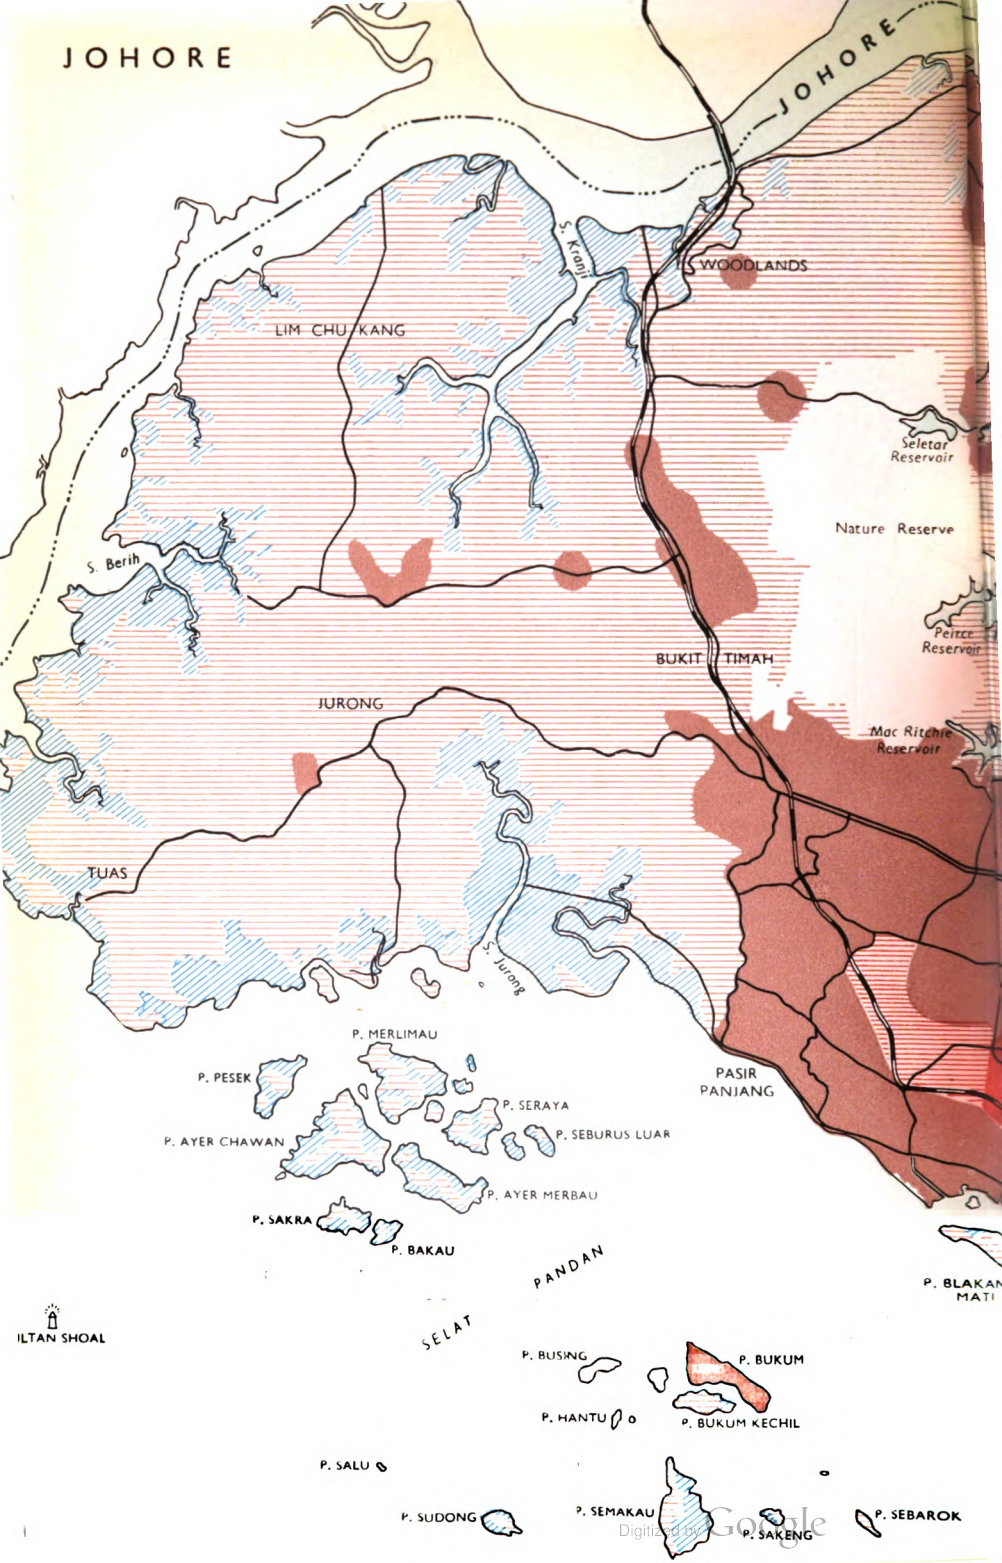 JOHORE
JOHORE
S. Kranji
WOODLANDS
LIM CHU KANG
Seletar
Reservoir
Nature Reserve
S. Berih
Peirce
Reservoir
BUKIT TIMAH
JURONG
Mac Ritchie
Reservoir
TUAS
S. Jurong
P. MERLIMAU
P. PESEK
PASIR
PANJANG
P. SERAYA
P. AYER CHAWAN
P. SEBURUS LUAR
P. AYER MERBAU
P. SAKRA
P. BAKAU
SELAT PANDAN
P. BLAKAN
MATI
ILTAN SHOAL
P. BUSING
P. BUKUM
P. HANTU
P. BUKUM KECHIL
P. SALU
P. SUDONG
P. SEMAKAU
P. SEBAROK
P. SAKENG
Digitized by Google